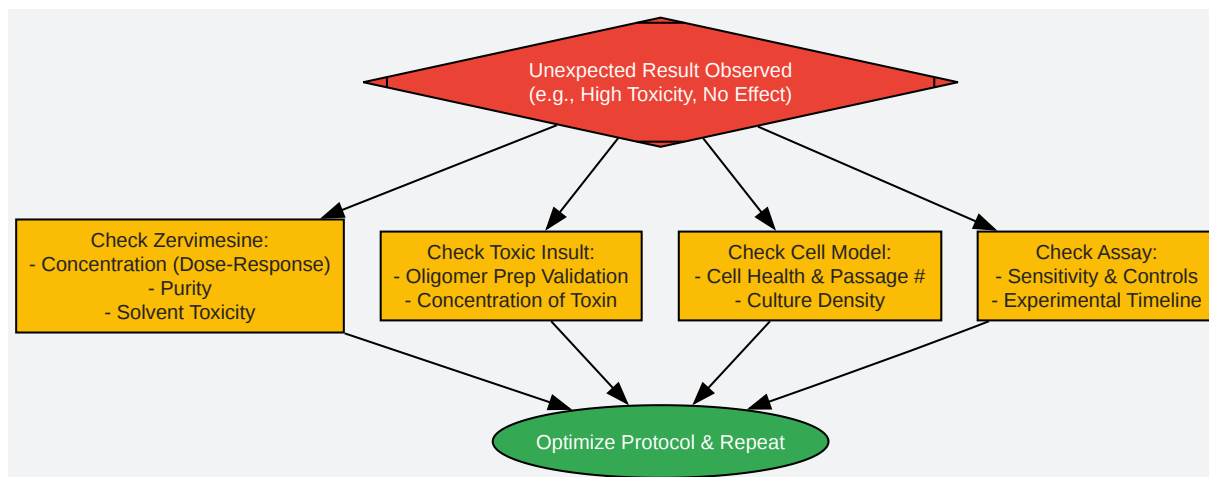 Unexpected Result Observed
(e.g., High Toxicity, No Effect)
Check Zervimesine:
- Concentration (Dose-Response)
- Purity
- Solvent Toxicity
Check Toxic Insult:
- Oligomer Prep Validation
- Concentration of Toxin
Check Cell Model:
- Cell Health & Passage #
- Culture Density
Check Assay:
- Sensitivity & Controls
- Experimental Timeline
Optimize Protocol & Repeat